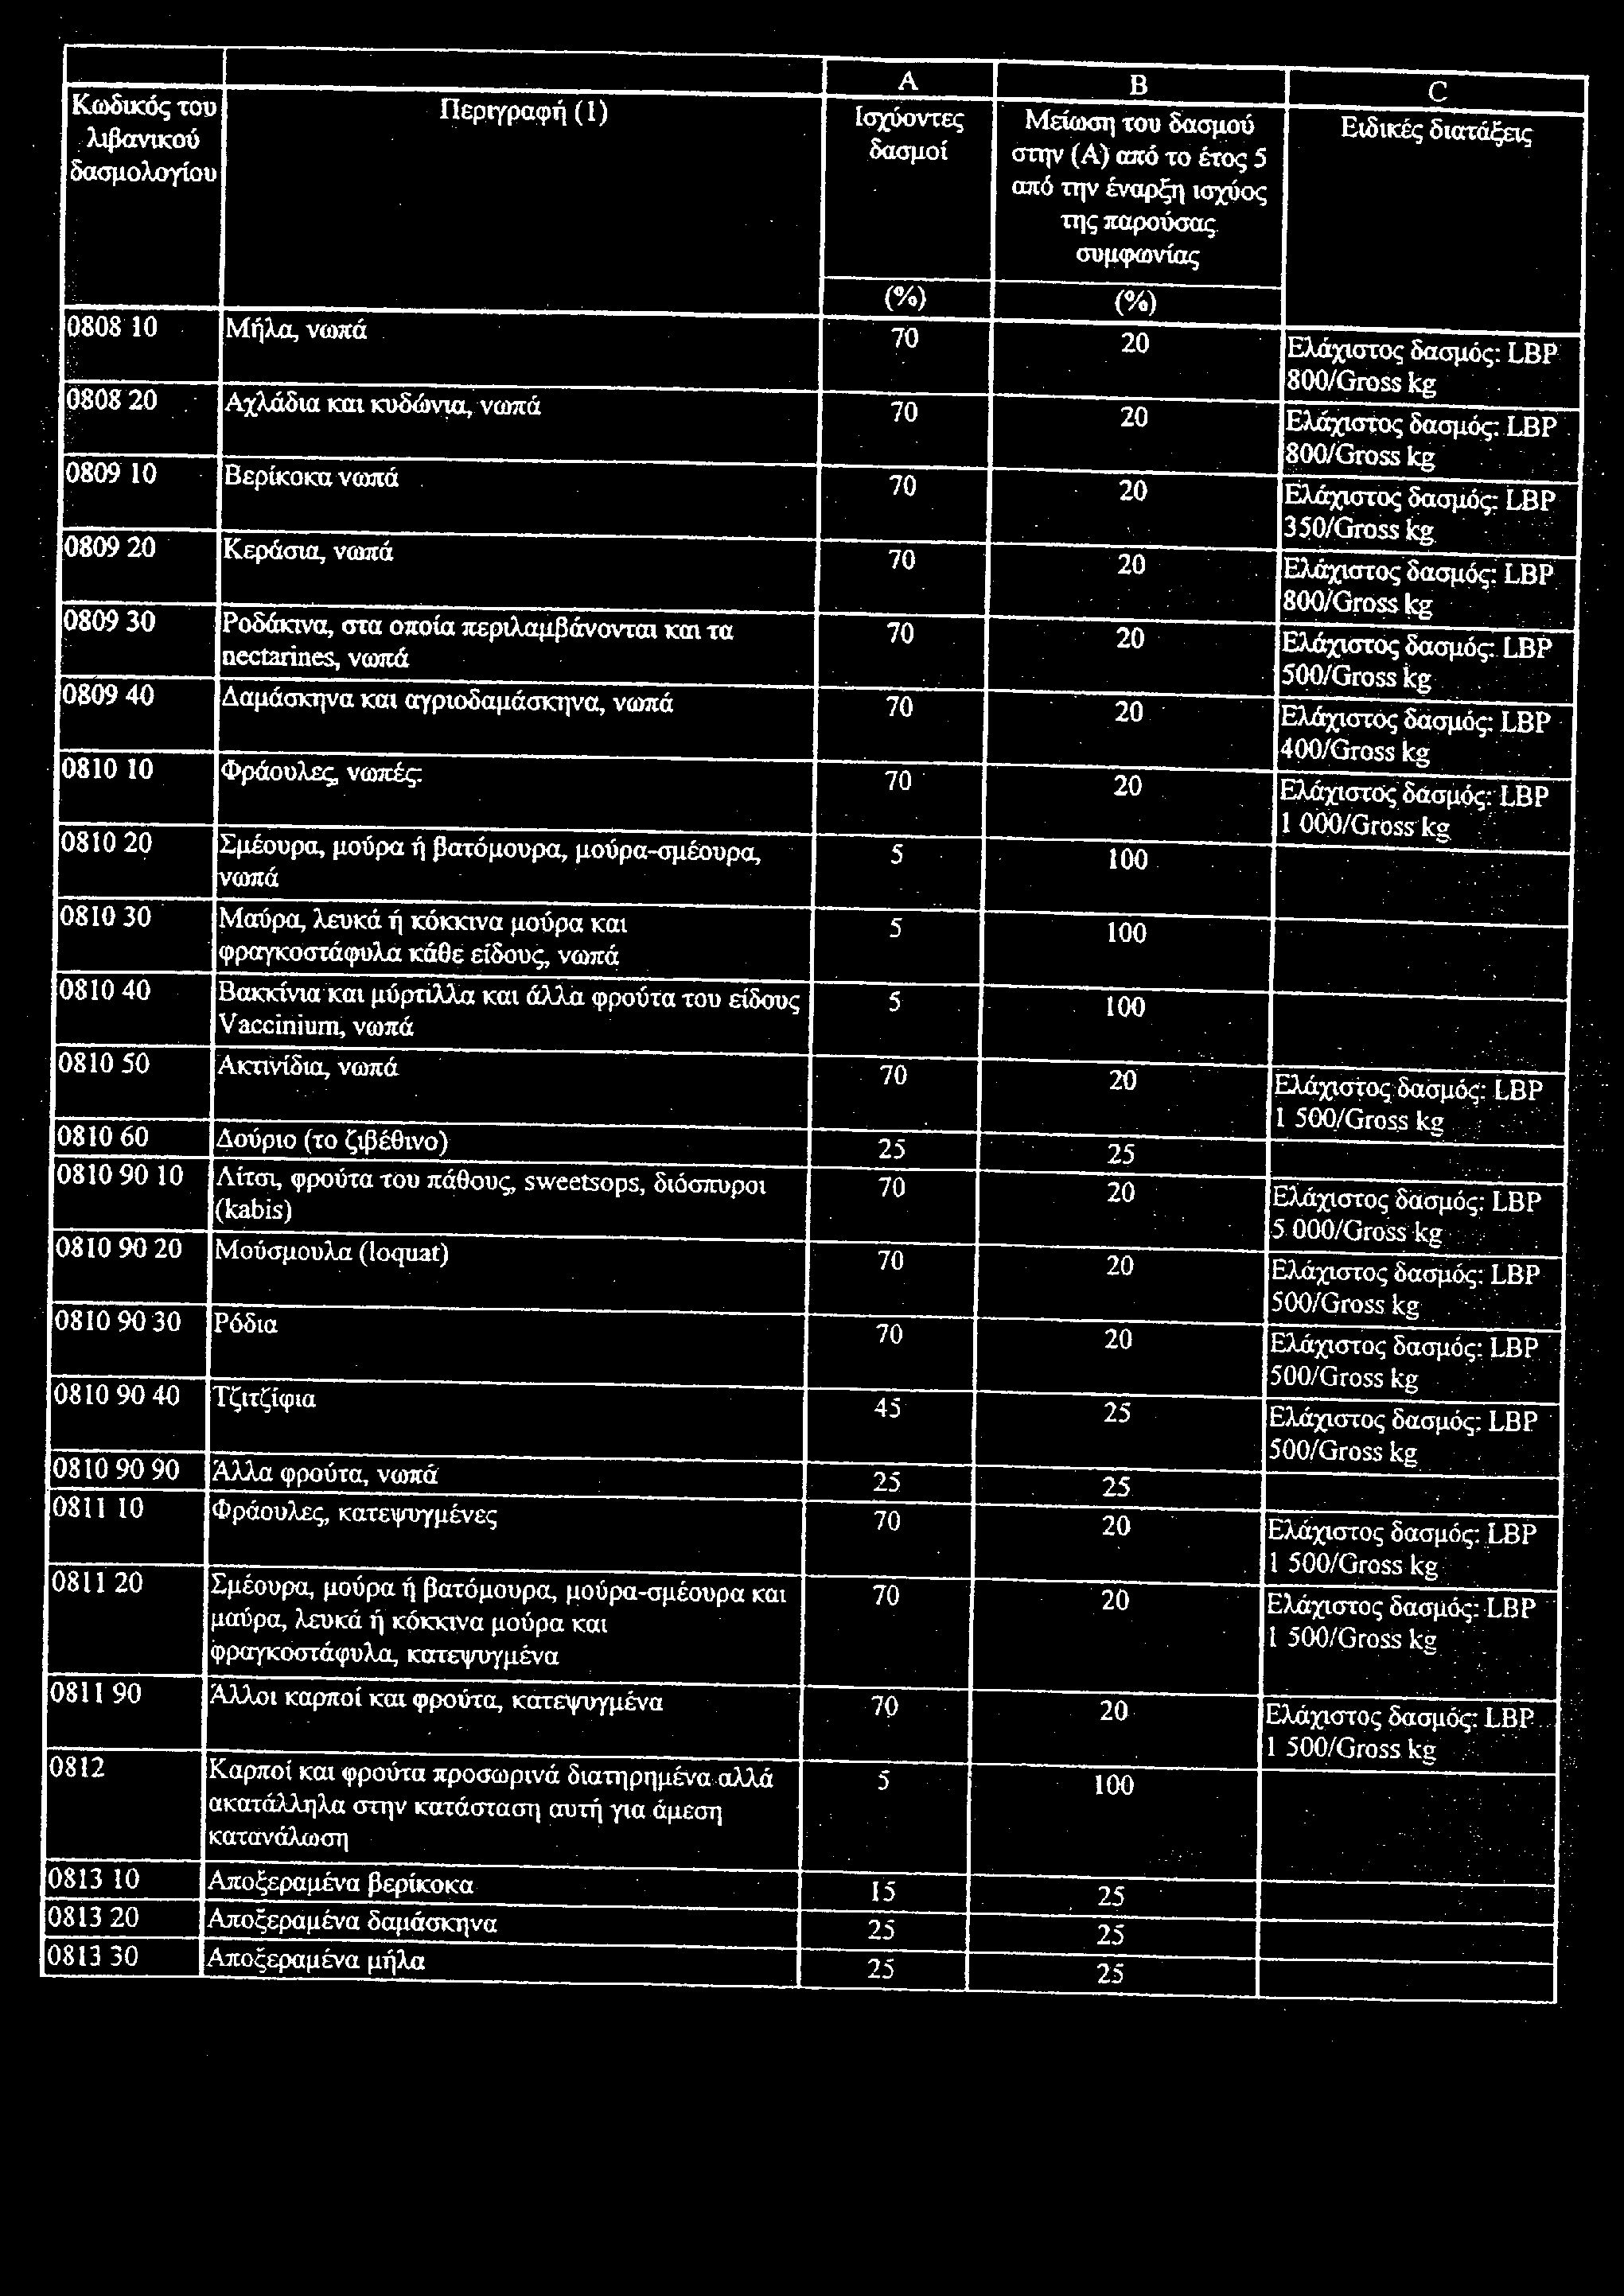 A B C
Κωδικός του λιβανικού δασμολογίου
Περιγραφή (1)
Ισχύοντες δασμοί
Μείωση του δασμού στην (Α) από το έτος 5 από την έναρξη ισχύος της παρούσας συμφωνίας
Ειδικές διατάξεις
(%) (%)
0808 10 Μήλα, νωπά 70 20 Ελάχιστος δασμός: LBP
800/Gross kg
0808 20 Αχλάδια και κυδώνια, νωπά 70 20 Ελάχιστος δασμός: LBP
800/Gross kg
0809 10 Βερίκοκα νωπά 70 20 Ελάχιστος δασμός: LBP
350/Gross kg
0809 20 Κεράσια, νωπά 70 20 Ελάχιστος δασμός: LBP
800/Gross kg
0809 30 Ροδάκινα, στα οποία περιλαμβάνονται και τα 70 20 Ελάχιστος δασμός: LBP
nectarines, νωπά 500/Gross kg
0809 40 Δαμάσκηνα και αγριοδαμάσκηνα, νωπά 70 20 Ελάχιστος δασμός: LBP
400/Gross kg
0810 10 Φράουλες, νωπές: 70 20 Ελάχιστος δασμός: LBP
1 000/Gross kg
0810 20 Σμέουρα, μούρα ή βατόμουρα, μούρα-σμέουρα, 5 100
νωπά
0810 30 Μαύρα, λευκά ή κόκκινα μούρα και 5 100
φραγκοστάφυλα κάθε είδους, νωπά
0810 40 Βακκίνια και μύρτιλλα και άλλα φρούτα του είδους 5 100
Vaccinium, νωπά
0810 50 Ακτινίδια, νωπά 70 20 Ελάχιστος δασμός: LBP
1 500/Gross kg
0810 60 Δούριο (το ζιβέθινο) 25 25
0810 90 10 Λίτσι, φρούτα του πάθους, sweetsops, διόσπυροι 70 20 Ελάχιστος δασμός: LBP
(kabis) 5 000/Gross kg
0810 90 20 Μούσμουλα (loquat) 70 20 Ελάχιστος δασμός: LBP
500/Gross kg
0810 90 30 Ρόδια 70 20 Ελάχιστος δασμός: LBP
500/Gross kg
0810 90 40 Τζιτζίφια 45 25 Ελάχιστος δασμός: LBP
500/Gross kg
0810 90 90 Άλλα φρούτα, νωπά 25 25
0811 10 Φράουλες, κατεψυγμένες 70 20 Ελάχιστος δασμός: LBP
1 500/Gross kg
0811 20 Σμέουρα, μούρα ή βατόμουρα, μούρα-σμέουρα και 70 20 Ελάχιστος δασμός: LBP
μαύρα, λευκά ή κόκκινα μούρα και 1 500/Gross kg
φραγκοστάφυλα, κατεψυγμένα
0811 90 Άλλοι καρποί και φρούτα, κατεψυγμένα 70 20 Ελάχιστος δασμός: LBP
1 500/Gross kg
0812 Καρποί και φρούτα προσωρινά διατηρημένα αλλά 5 100
ακατάλληλα στην κατάσταση αυτή για άμεση
κατανάλωση
0813 10 Αποξεραμένα βερίκοκα 15 25
0813 20 Αποξεραμένα δαμάσκηνα 25 25
0813 30 Αποξεραμένα μήλα 25 25